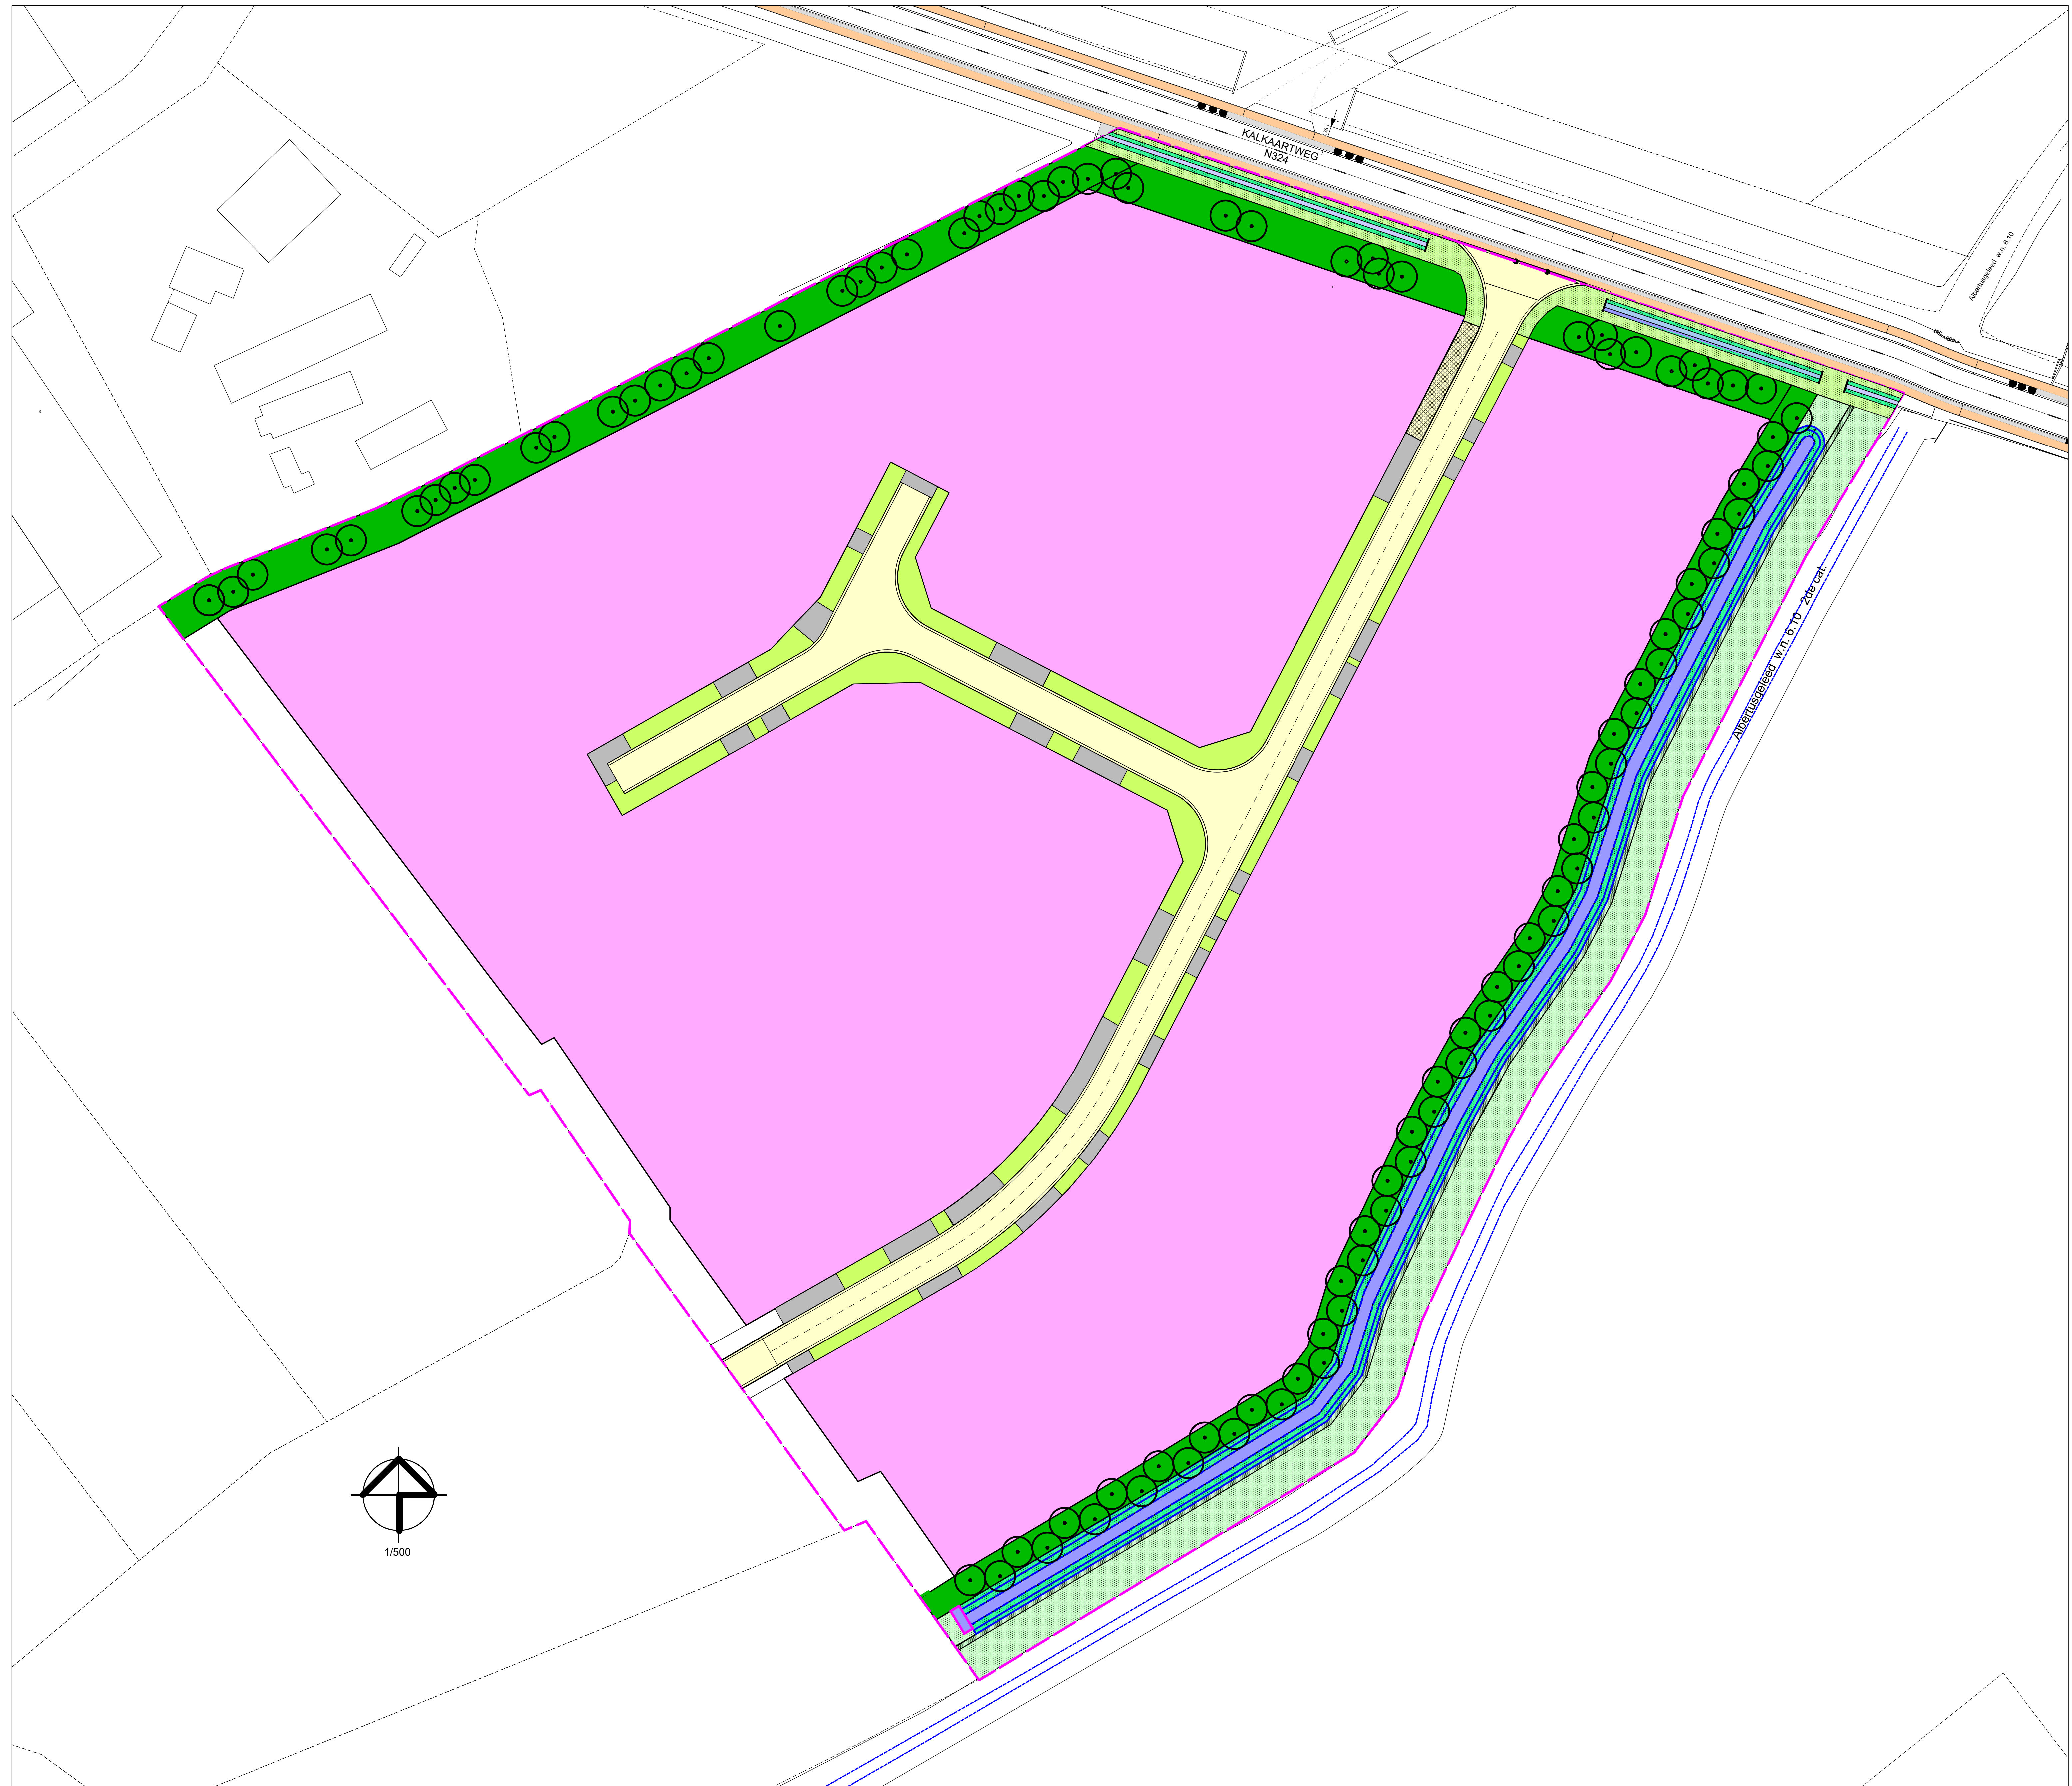 KALKAARTWEG
N324
Albertusgeleed w.n. 6.10
Albertusgeleed w.n. 6.10 2de cat.
1/500